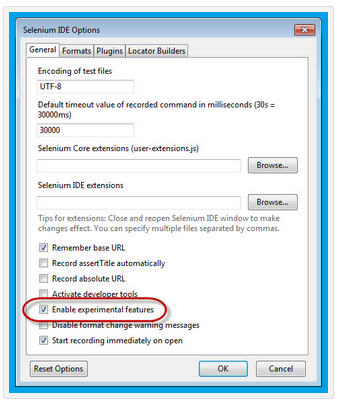 Selenium IDE Options
General Formats Plugins Locator Builders
Encoding of test files
UTF-8
Default timeout value of recorded command in milliseconds (30s =
30000ms)
30000
Selenium Core extensions (user-extensions.js)
Browse...
Selenium IDE extensions
Browse...
Tips for extensions: Close and reopen Selenium IDE window to make
changes effect. You can specify multiple files separated by commas.
Remember base URL
Record assertTitle automatically
Record absolute URL
Activate developer tools
Enable experimental features
Disable format change warning messages
Start recording immediately on open
Reset Options OK Cancel